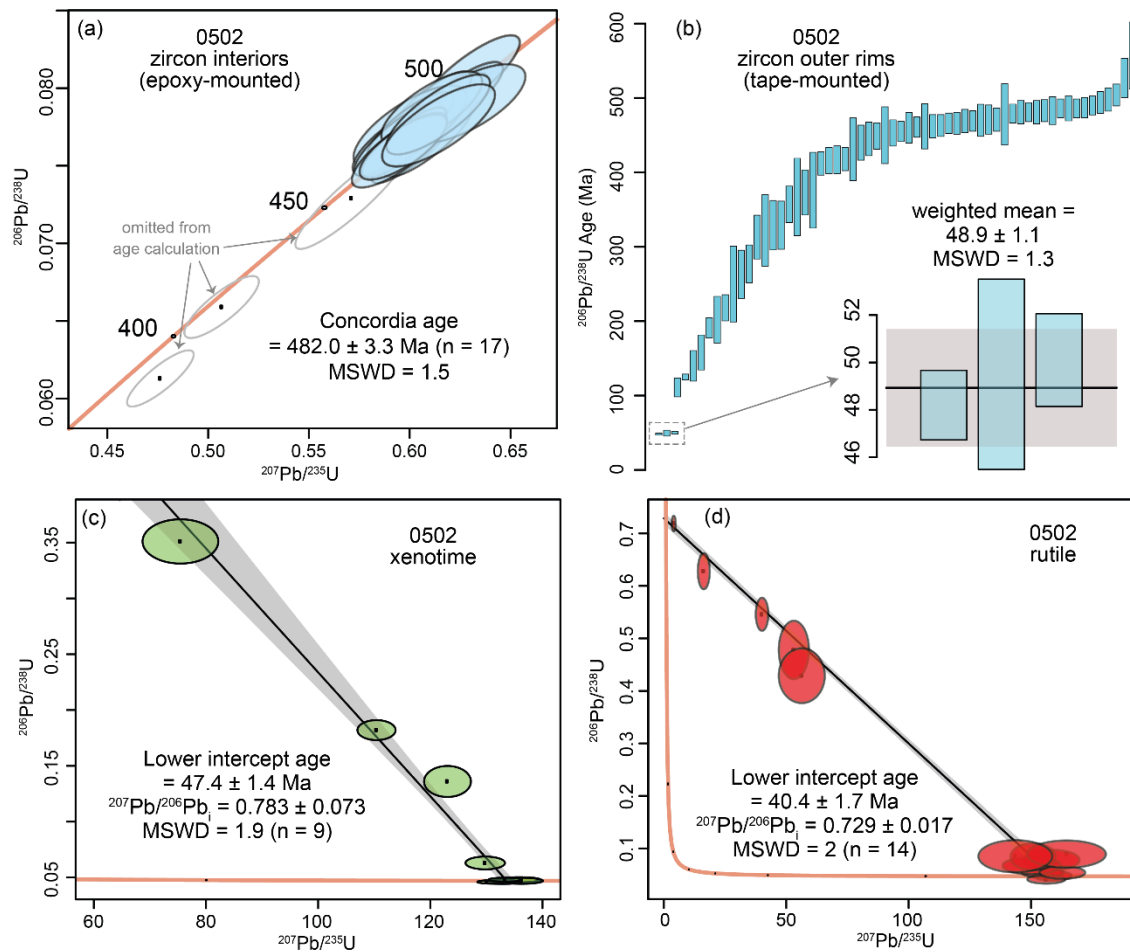 (a)
0502
zircon interiors
(epoxy-mounted)
500
450
400
omitted from
age calculation
Concordia age
= 482.0 ± 3.3 Ma (n = 17)
MSWD = 1.5
206Pb/238U
0.080
0.070
0.060
0.45 0.50 0.55 0.60 0.65
207Pb/235U
(b)
0502
zircon outer rims
(tape-mounted)
206Pb/238U Age (Ma)
600
500
400
300
200
100
0
weighted mean =
48.9 ± 1.1
MSWD = 1.3
52
50
48
46
(c)
0502
xenotime
206Pb/238U
0.35
0.25
0.15
0.05
Lower intercept age
= 47.4 ± 1.4 Ma
207Pb/206Pbi = 0.783 ± 0.073
MSWD = 1.9 (n = 9)
60 80 100 120 140
207Pb/235U
(d)
0502
rutile
206Pb/238U
0.7
0.6
0.5
0.4
0.3
0.2
0.1
Lower intercept age
= 40.4 ± 1.7 Ma
207Pb/206Pbi = 0.729 ± 0.017
MSWD = 2 (n = 14)
0 50 100 150
207Pb/235U